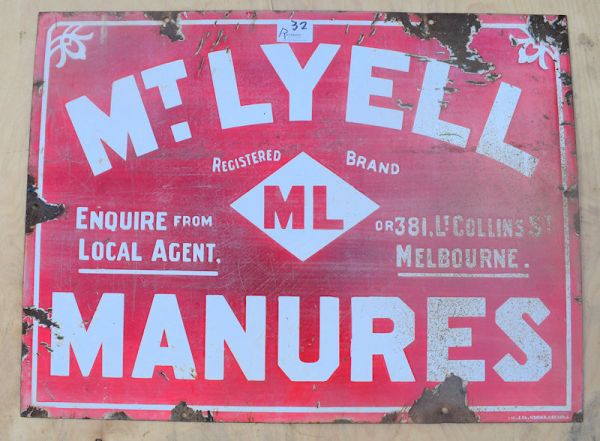 32
MT. LYELL
REGISTERED BRAND
ML
ENQUIRE FROM
LOCAL AGENT,
OR 381, LT COLLINS ST
MELBOURNE.
MANURES